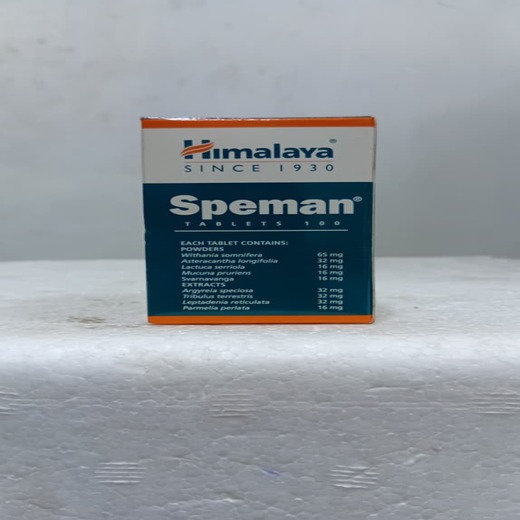 Himalaya®
SINCE 1930
Speman®
TABLETS 100
EACH TABLET CONTAINS:
POWDERS
Withania somnifera 65 mg
Asteracantha longifolia 32 mg
Lactuca serriola 16 mg
Mucuna pruriens 16 mg
Svarnavanga 16 mg
EXTRACTS
Argyreia speciosa 32 mg
Tribulus terrestris 32 mg
Leptadenia reticulata 32 mg
Parmelia perlata 16 mg